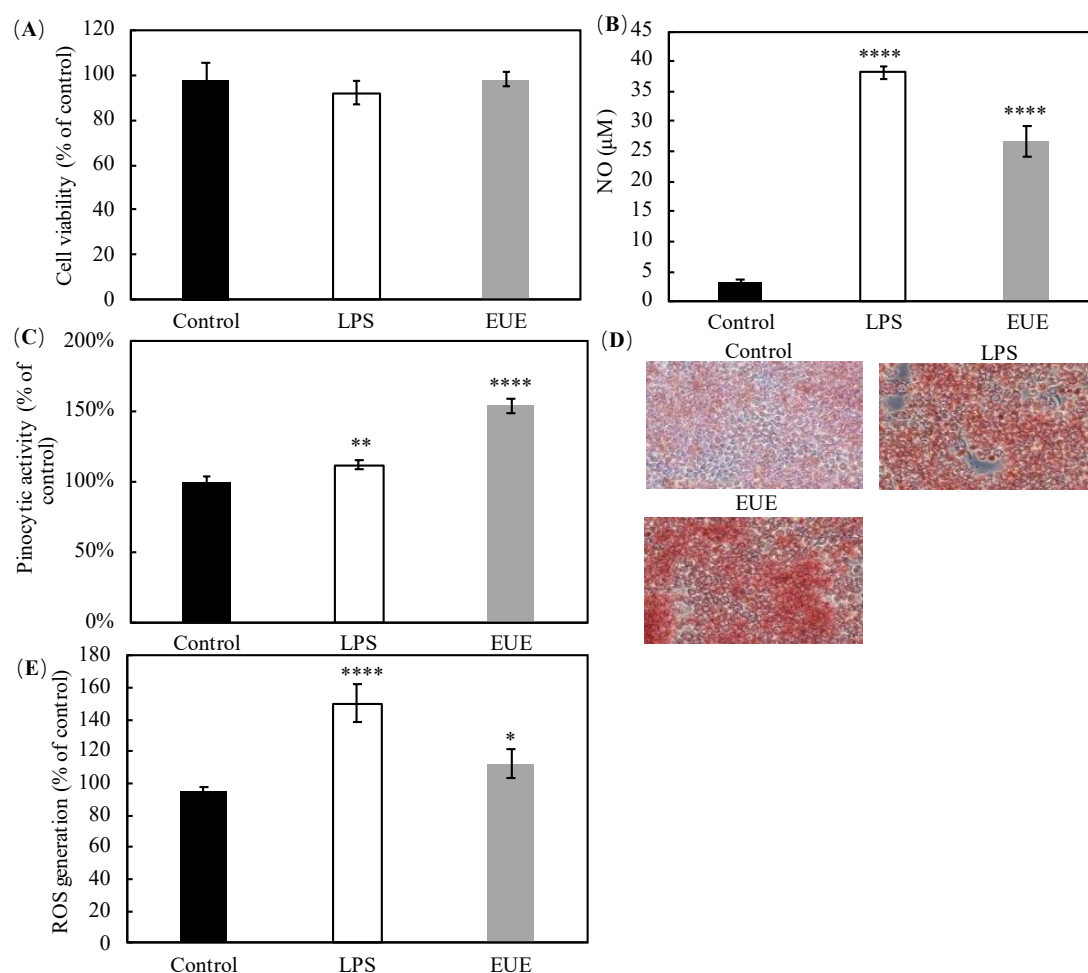 (A)
Cell viability (% of control)
120
100
80
60
40
20
0
Control LPS EUE
(B)
NO (μM )
45
40
35
30
25
20
15
10
5
0
****
****
Control LPS EUE
(C)
Pinocytic activity (% of
control)
200%
150%
100%
50%
0%
**
****
Control LPS EUE
(D)
Control LPS
EUE
(E)
ROS generation (% of control)
180
160
140
120
100
80
60
40
20
0
****
*
Control LPS EUE